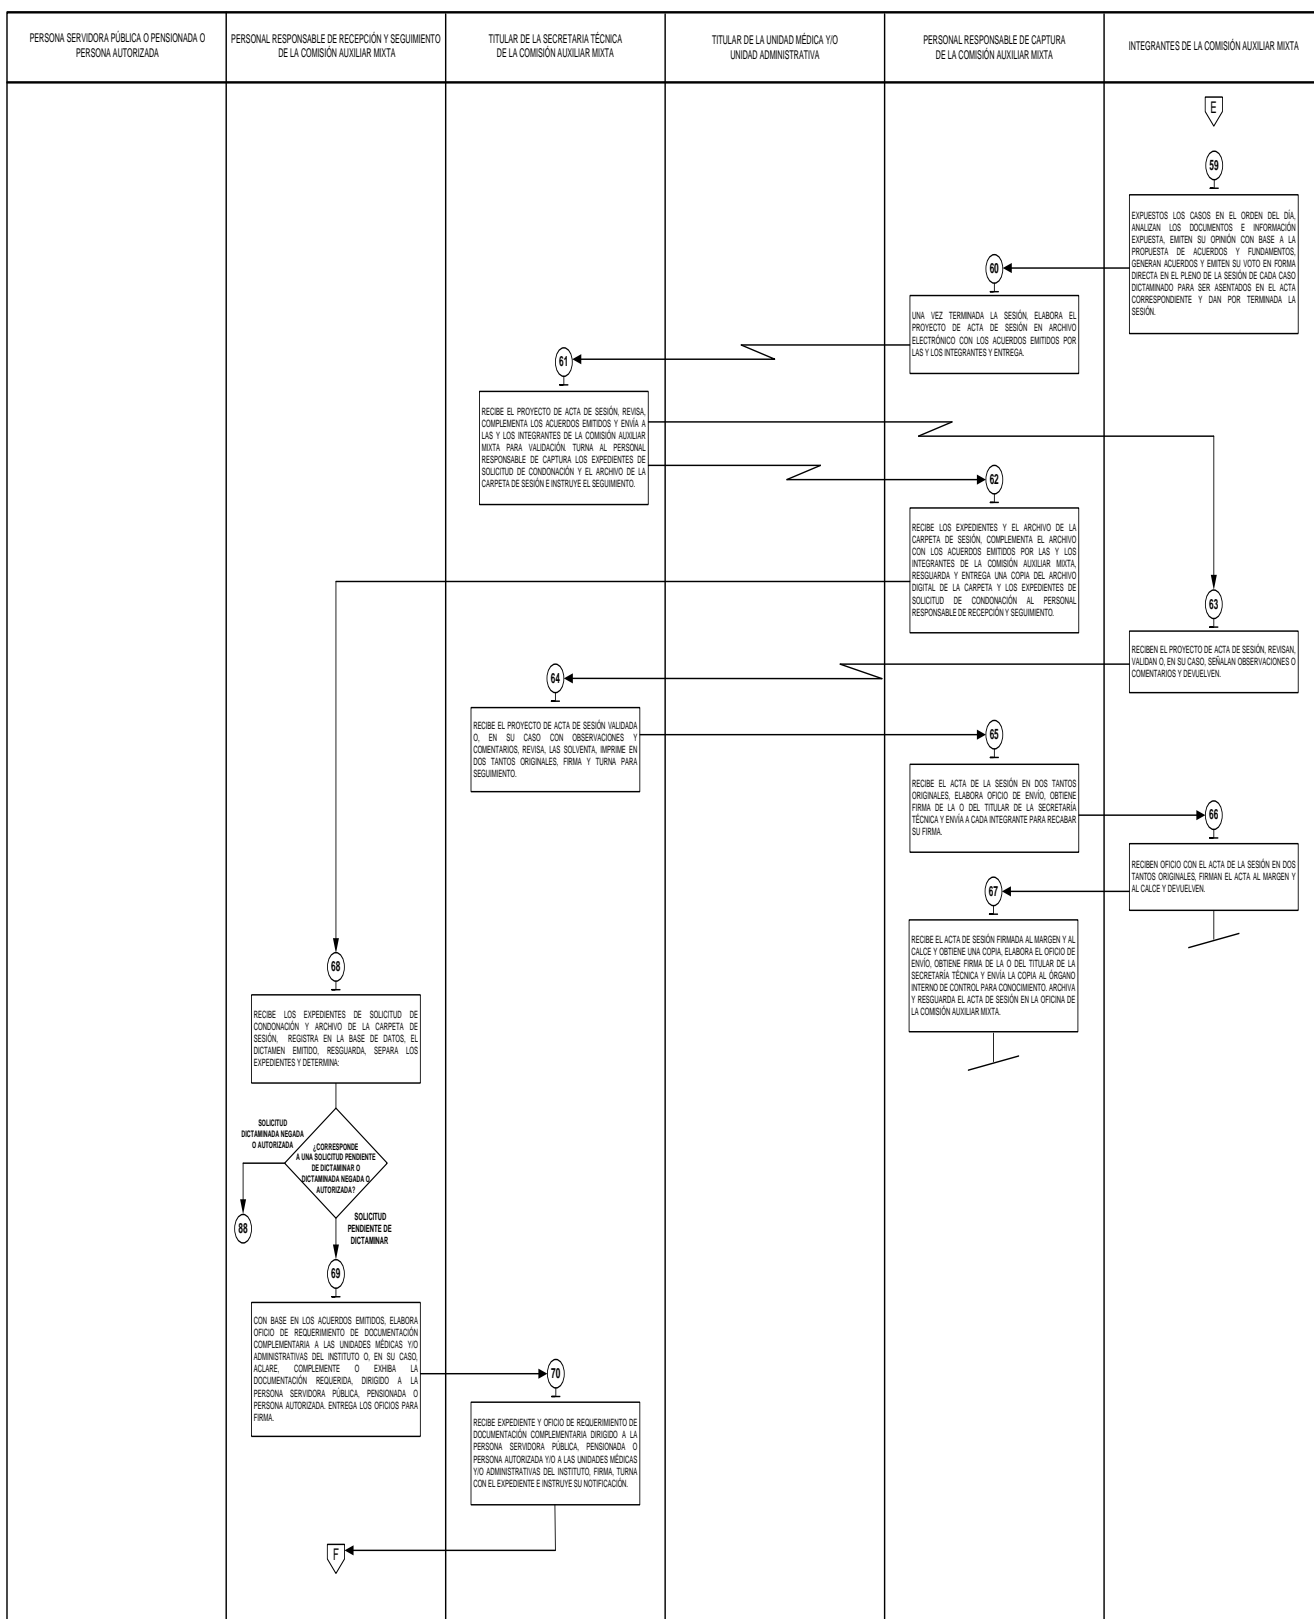 PERSONA SERVIDORA PÚBLICA O PENSIONADA O
PERSONA AUTORIZADA
PERSONAL RESPONSABLE DE RECEPCIÓN Y SEGUIMIENTO
DE LA COMISIÓN AUXILIAR MIXTA
TITULAR DE LA SECRETARIA TÉCNICA
DE LA COMISIÓN AUXILIAR MIXTA
TITULAR DE LA UNIDAD MÉDICA Y/O
UNIDAD ADMINISTRATIVA
PERSONAL RESPONSABLE DE CAPTURA
DE LA COMISIÓN AUXILIAR MIXTA
INTEGRANTES DE LA COMISIÓN AUXILIAR MIXTA
E
59
EXPUESTOS LOS CASOS EN EL ORDEN DEL DÍA,
ANALIZAN LOS DOCUMENTOS E INFORMACIÓN
EXPUESTA, EMITEN SU OPINIÓN CON BASE A LA
PROPUESTA DE ACUERDOS Y FUNDAMENTOS,
GENERAN ACUERDOS Y EMITEN SU VOTO EN FORMA
DIRECTA EN EL PLENO DE LA SESIÓN DE CADA CASO
DICTAMINADO PARA SER ASENTADOS EN EL ACTA
CORRESPONDIENTE Y DAN POR TERMINADA LA
SESIÓN.
60
UNA VEZ TERMINADA LA SESIÓN, ELABORA EL
PROYECTO DE ACTA DE SESIÓN EN ARCHIVO
ELECTRÓNICO CON LOS ACUERDOS EMITIDOS POR
LAS Y LOS INTEGRANTES Y ENTREGA.
61
RECIBE EL PROYECTO DE ACTA DE SESIÓN, REVISA,
COMPLEMENTA LOS ACUERDOS EMITIDOS Y ENVÍA A
LAS Y LOS INTEGRANTES DE LA COMISIÓN AUXILIAR
MIXTA PARA VALIDACIÓN. TURNA AL PERSONAL
RESPONSABLE DE CAPTURA LOS EXPEDIENTES DE
SOLICITUD DE CONDONACIÓN Y EL ARCHIVO DE LA
CARPETA DE SESIÓN E INSTRUYE EL SEGUIMIENTO.
62
RECIBE LOS EXPEDIENTES Y EL ARCHIVO DE LA
CARPETA DE SESIÓN, COMPLEMENTA EL ARCHIVO
CON LOS ACUERDOS EMITIDOS POR LAS Y LOS
INTEGRANTES DE LA COMISIÓN AUXILIAR MIXTA,
RESGUARDA Y ENTREGA UNA COPIA DEL ARCHIVO
DIGITAL DE LA CARPETA Y LOS EXPEDIENTES DE
SOLICITUD DE CONDONACIÓN AL PERSONAL
RESPONSABLE DE RECEPCIÓN Y SEGUIMIENTO.
63
RECIBEN EL PROYECTO DE ACTA DE SESIÓN, REVISAN,
VALIDAN O, EN SU CASO, SEÑALAN OBSERVACIONES O
COMENTARIOS Y DEVUELVEN.
64
RECIBE EL PROYECTO DE ACTA DE SESIÓN VALIDADA
O, EN SU CASO CON OBSERVACIONES Y
COMENTARIOS, REVISA, LAS SOLVENTA, IMPRIME EN
DOS TANTOS ORIGINALES, FIRMA Y TURNA PARA
SEGUIMIENTO.
65
RECIBE EL ACTA DE LA SESIÓN EN DOS TANTOS
ORIGINALES, ELABORA OFICIO DE ENVÍO, OBTIENE
FIRMA DE LA O DEL TITULAR DE LA SECRETARÍA
TÉCNICA Y ENVÍA A CADA INTEGRANTE PARA RECABAR
SU FIRMA.
66
RECIBEN OFICIO CON EL ACTA DE LA SESIÓN EN DOS
TANTOS ORIGINALES, FIRMAN EL ACTA AL MARGEN Y
AL CALCE Y DEVUELVEN.
67
RECIBE EL ACTA DE SESIÓN FIRMADA AL MARGEN Y AL
CALCE Y OBTIENE UNA COPIA, ELABORA EL OFICIO DE
ENVÍO, OBTIENE FIRMA DE LA O DEL TITULAR DE LA
SECRETARÍA TÉCNICA Y ENVÍA LA COPIA AL ÓRGANO
INTERNO DE CONTROL PARA CONOCIMIENTO. ARCHIVA
Y RESGUARDA EL ACTA DE SESIÓN EN LA OFICINA DE
LA COMISIÓN AUXILIAR MIXTA.
68
RECIBE LOS EXPEDIENTES DE SOLICITUD DE
CONDONACIÓN Y ARCHIVO DE LA CARPETA DE
SESIÓN, REGISTRA EN LA BASE DE DATOS, EL
DICTAMEN EMITIDO, RESGUARDA, SEPARA LOS
EXPEDIENTES Y DETERMINA:
SOLICITUD
DICTAMINADA NEGADA
O AUTORIZADA
¿CORRESPONDE
A UNA SOLICITUD PENDIENTE
DE DICTAMINAR O
DICTAMINADA NEGADA O
AUTORIZADA?
88
SOLICITUD
PENDIENTE DE
DICTAMINAR
69
CON BASE EN LOS ACUERDOS EMITIDOS, ELABORA
OFICIO DE REQUERIMIENTO DE DOCUMENTACIÓN
COMPLEMENTARIA A LAS UNIDADES MÉDICAS Y/O
ADMINISTRATIVAS DEL INSTITUTO O, EN SU CASO,
ACLARE, COMPLEMENTE O EXHIBA LA
DOCUMENTACIÓN REQUERIDA, DIRIGIDO A LA
PERSONA SERVIDORA PÚBLICA, PENSIONADA O
PERSONA AUTORIZADA. ENTREGA LOS OFICIOS PARA
FIRMA.
70
RECIBE EXPEDIENTE Y OFICIO DE REQUERIMIENTO DE
DOCUMENTACIÓN COMPLEMENTARIA DIRIGIDO A LA
PERSONA SERVIDORA PÚBLICA, PENSIONADA O
PERSONA AUTORIZADA Y/O A LAS UNIDADES MÉDICAS
Y/O ADMINISTRATIVAS DEL INSTITUTO, FIRMA, TURNA
CON EL EXPEDIENTE E INSTRUYE SU NOTIFICACIÓN.
F